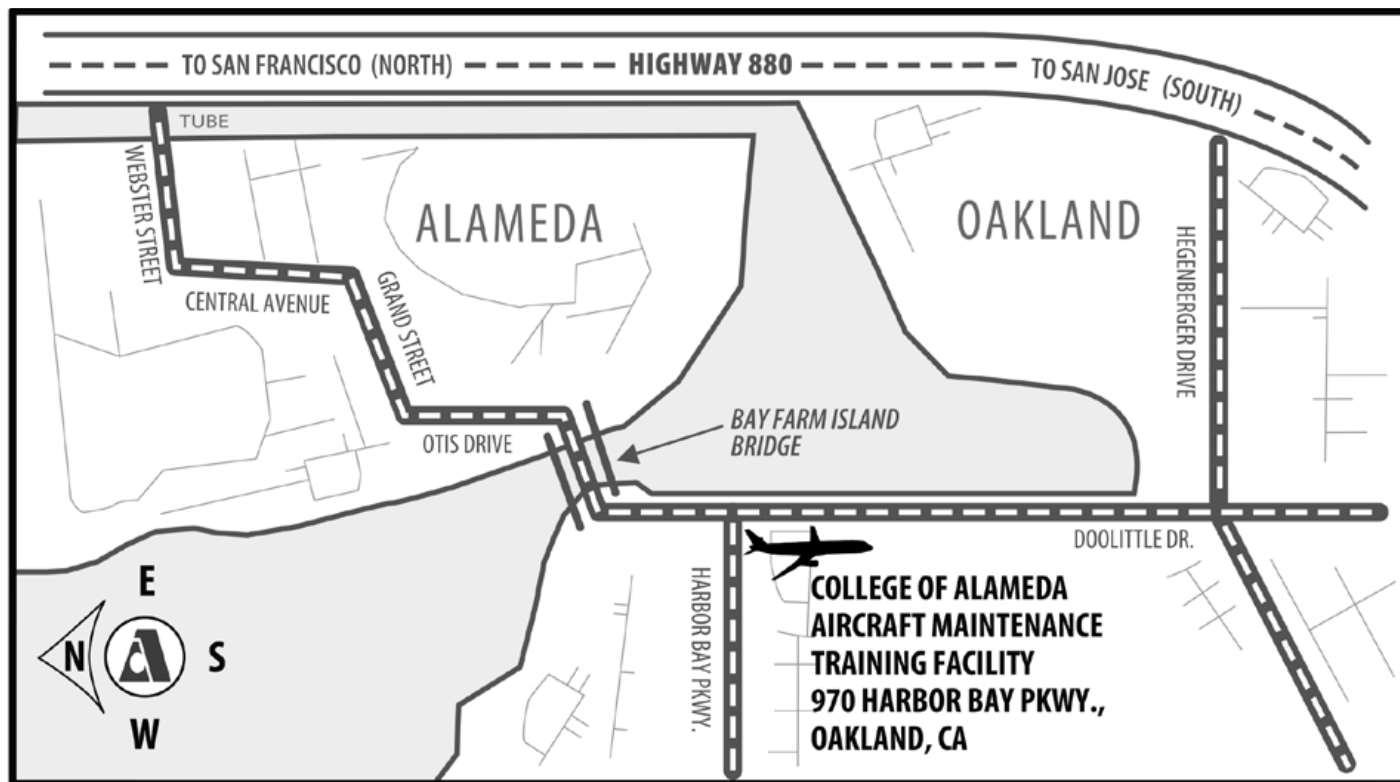 TO SAN FRANCISCO (NORTH)
HIGHWAY 880
TO SAN JOSE (SOUTH)
TUBE
WEBSTER STREET
ALAMEDA
OAKLAND
HEGENBERGER DRIVE
CENTRAL AVENUE
GRAND STREET
OTIS DRIVE
BAY FARM ISLAND
BRIDGE
DOOLITTLE DR.
HARBOR BAY PKWY.
COLLEGE OF ALAMEDA
AIRCRAFT MAINTENANCE
TRAINING FACILITY
970 HARBOR BAY PKWY.,
OAKLAND, CA
E
N
S
W